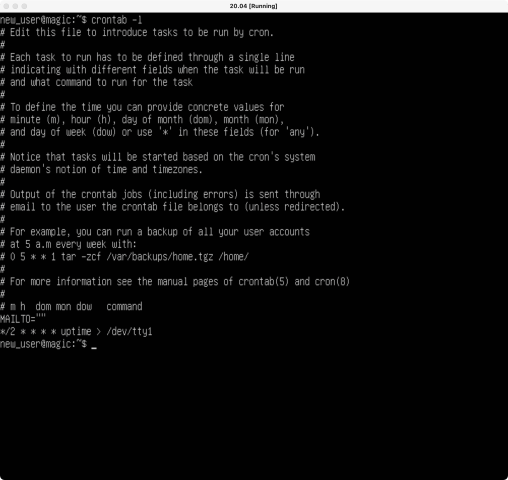 20.04 [Running]
new_user@magic:~$ crontab -l
# Edit this file to introduce tasks to be run by cron.
#
# Each task to run has to be defined through a single line
# indicating with different fields when the task will be run
# and what command to run for the task
#
# To define the time you can provide concrete values for
# minute (m), hour (h), day of month (dom), month (mon),
# and day of week (dow) or use '*' in these fields (for 'any').
#
# Notice that tasks will be started based on the cron's system
# daemon's notion of time and timezones.
#
# Output of the crontab jobs (including errors) is sent through
# email to the user the crontab file belongs to (unless redirected).
#
# For example, you can run a backup of all your user accounts
# at 5 a.m every week with:
# 0 5 * * 1 tar -zcf /var/backups/home.tgz /home/
#
# For more information see the manual pages of crontab(5) and cron(8)
#
# m h  dom mon dow   command
MAILTO=""
*/2 * * * * uptime > /dev/tty1
new_user@magic:~$ _